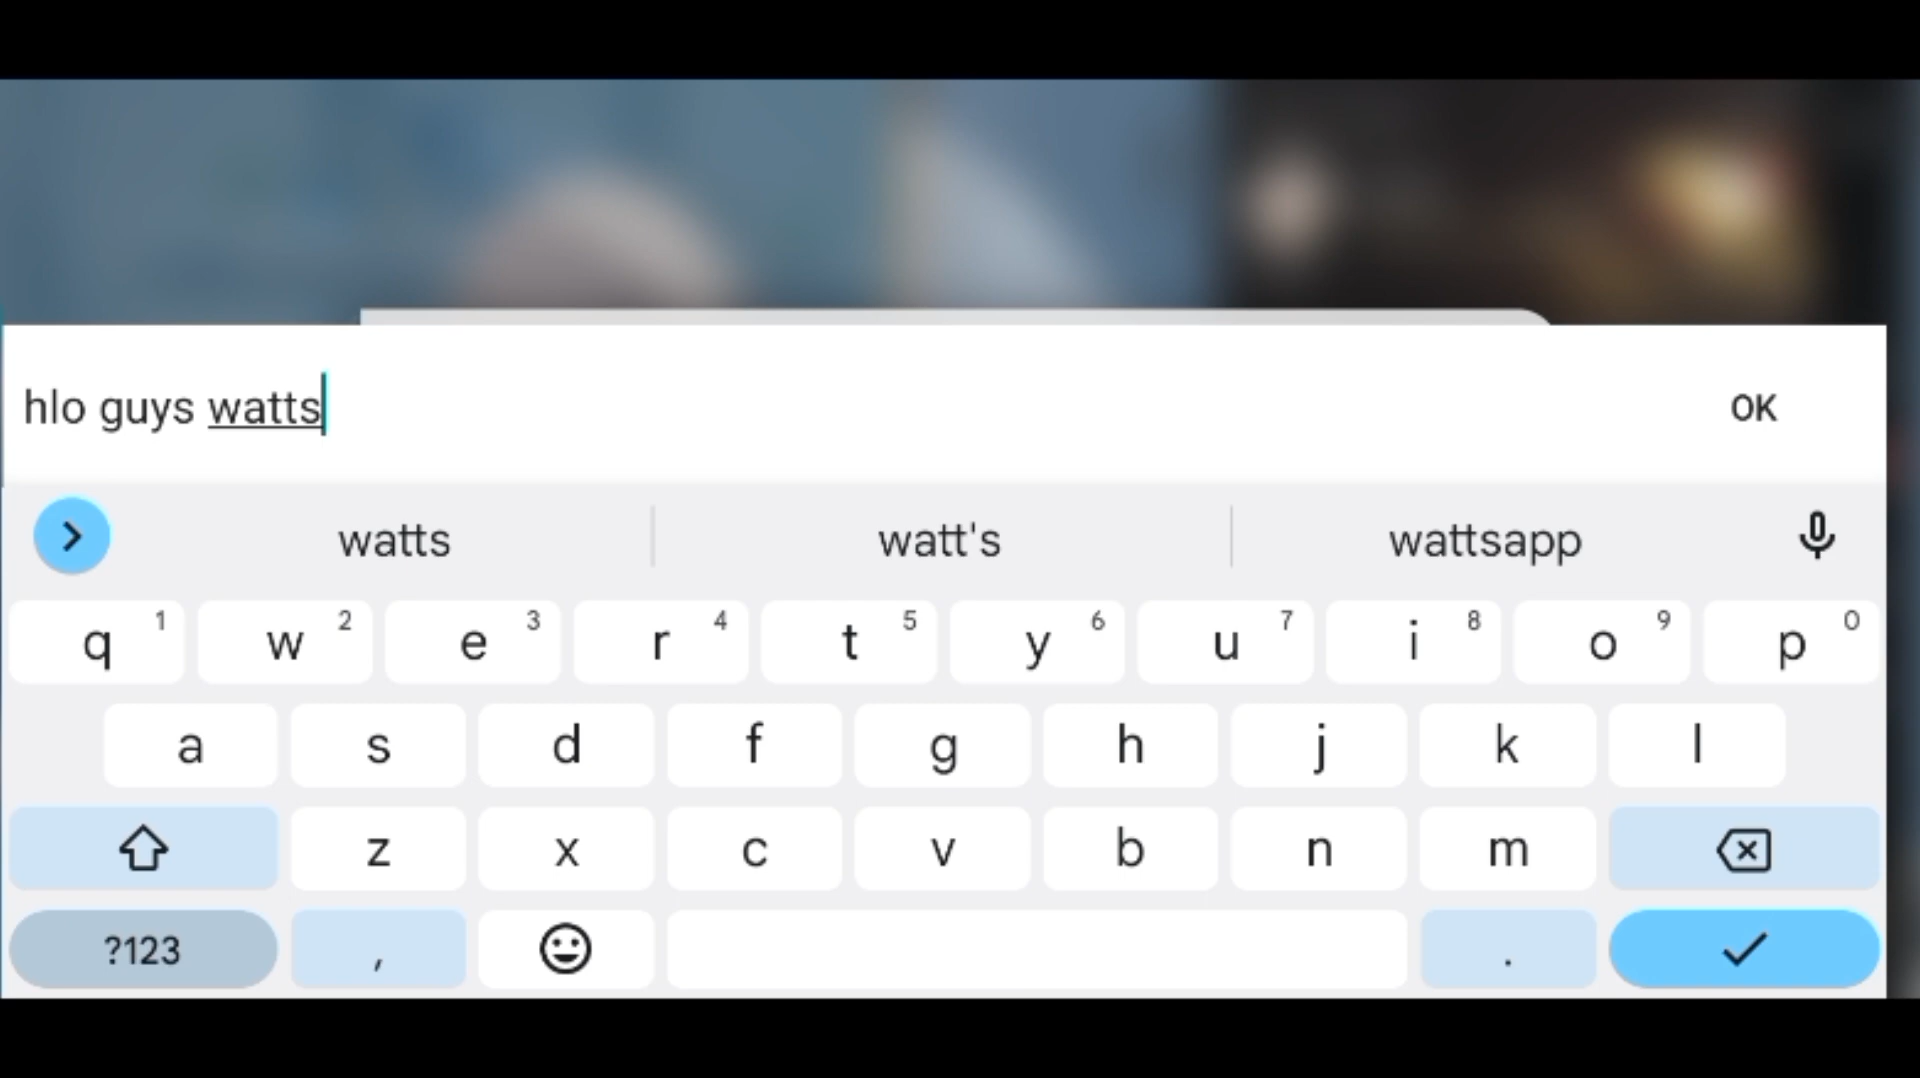 hlo guys watts
OK
watts watt's wattsapp
q 1 w 2 e 3 r 4 t 5 y 6 u 7 i 8 o 9 p 0
a s d f g h j k l
z x c v b n m
?123 , .